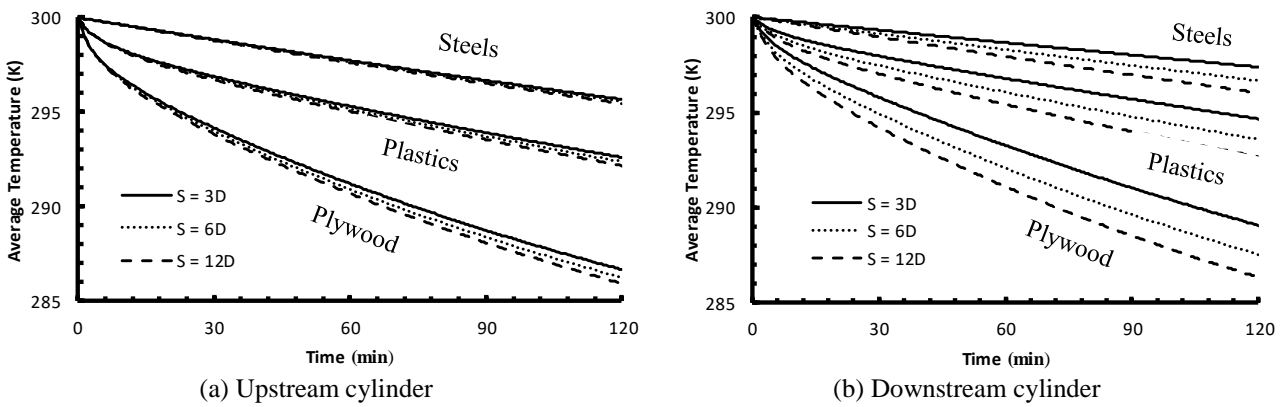 300
295
290
285
Average Temperature (K)
Steels
Plastics
Plywood
S = 3D
S = 6D
S = 12D
0
30
60
90
120
Time (min)
(a) Upstream cylinder
300
295
290
285
Average Temperature (K)
Steels
Plastics
Plywood
S = 3D
S = 6D
S = 12D
0
30
60
90
120
Time (min)
(b) Downstream cylinder